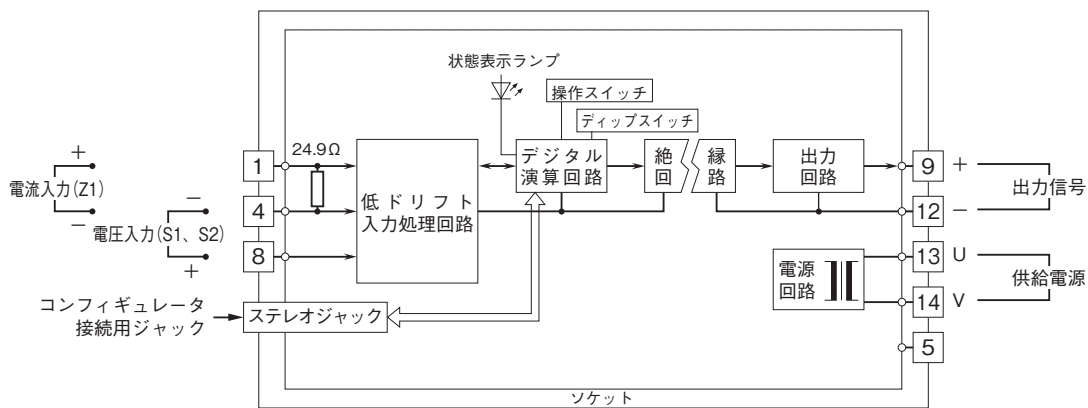 状態表示ランプ
操作スイッチ
ディップスイッチ
24.9Ω
1
+
電流入力(Z1)
−
4
−
電圧入力(S1、S2)
+
8
低ドリフト
入力処理回路
デジタル
演算回路
絶 縁
回 路
出力
回路
9 +
出力信号
12 −
電源
回路
13 U
供給電源
14 V
5
コンフィギュレータ
接続用ジャック
ステレオジャック
ソケット